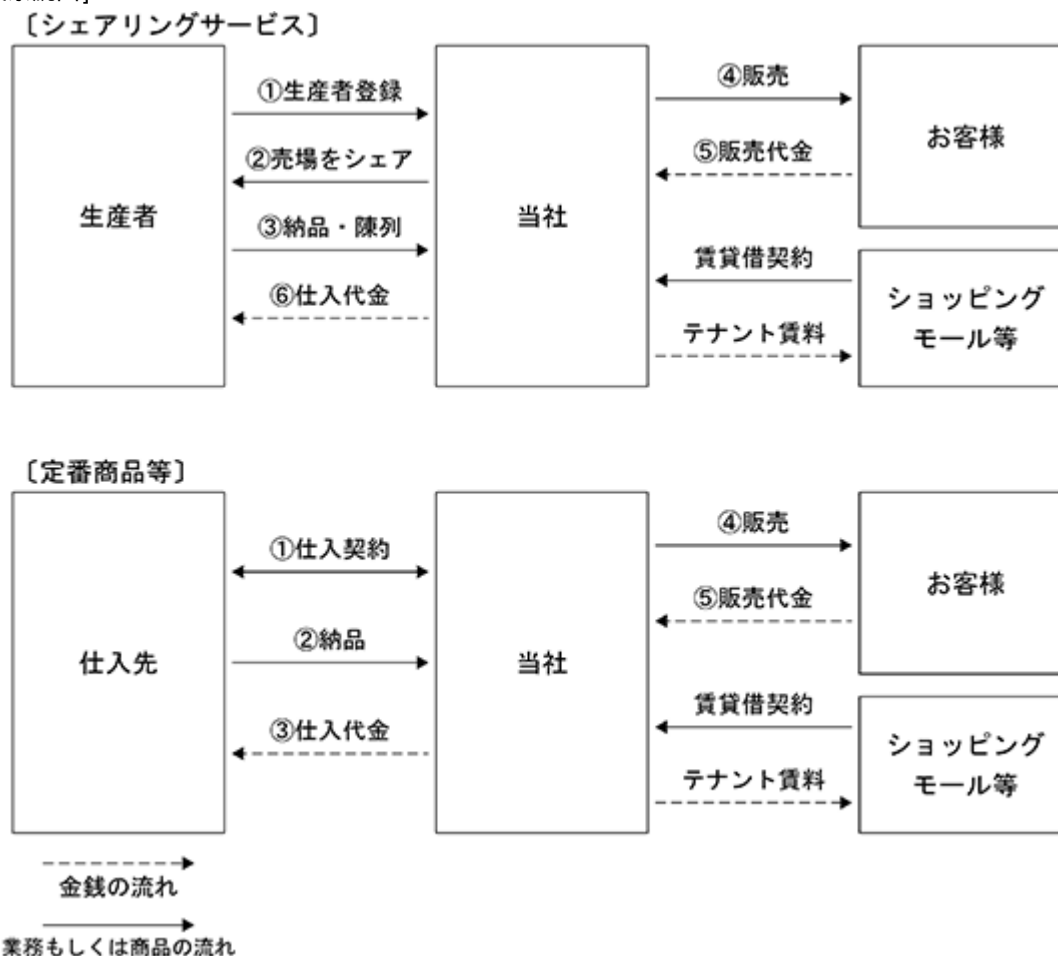 〔シェアリングサービス〕
①生産者登録
②売場をシェア
③納品・陳列
⑥仕入代金
生産者
当社
④販売
⑤販売代金
お客様
賃貸借契約
テナント賃料
ショッピング
モール等
〔定番商品等〕
①仕入契約
②納品
③仕入代金
仕入先
当社
④販売
⑤販売代金
お客様
賃貸借契約
テナント賃料
ショッピング
モール等
金銭の流れ
業務もしくは商品の流れ